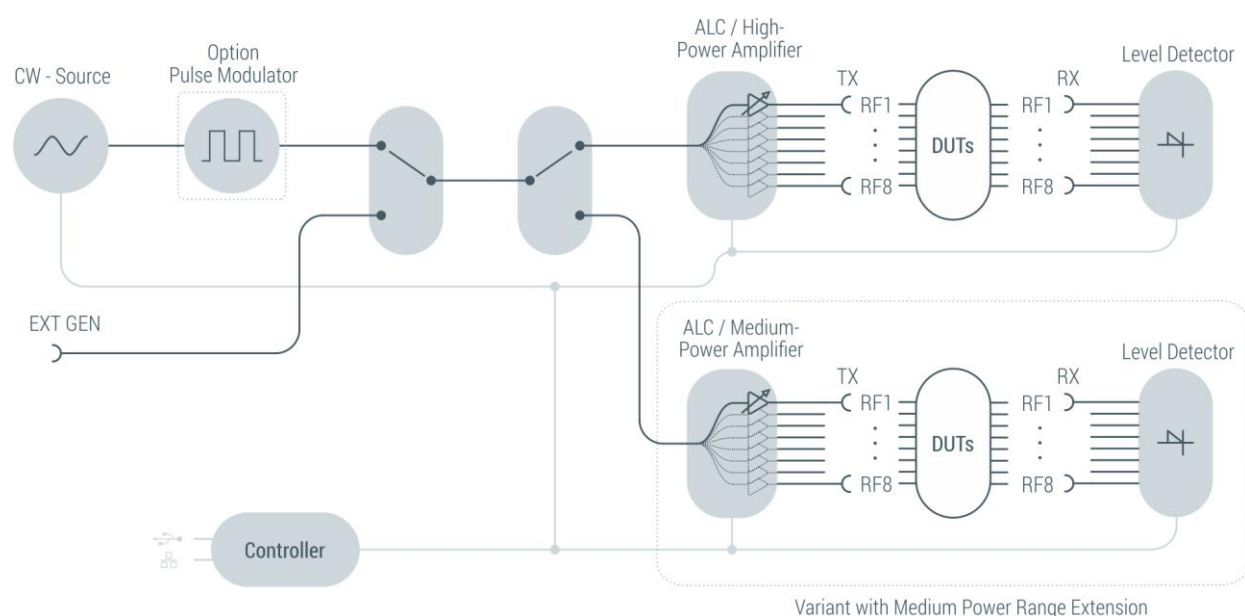 CW - Source
Option
Pulse Modulator
ALC / High-
Power Amplifier
TX
RX
Level Detector
RF1
RF1
DUTs
RF8
RF8
EXT GEN
ALC / Medium-
Power Amplifier
TX
RX
Level Detector
RF1
RF1
DUTs
RF8
RF8
Controller
Variant with Medium Power Range Extension